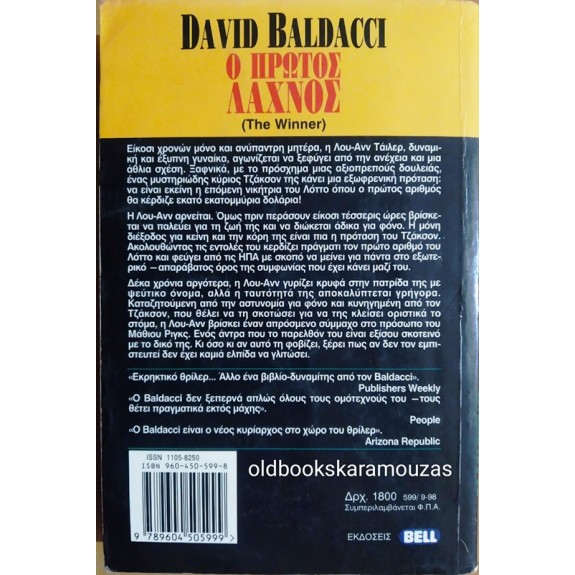 DAVID BALDACCI
Ο ΠΡΩΤΟΣ
ΛΑΧΝΟΣ
(The Winner)
Είκοσι χρονών μόνο και ανύπαντρη μητέρα, η Λου-Ανν Τάιλερ, δυναμι-
κή και έξυπνη γυναίκα, αγωνίζεται να ξεφύγει από την ανέχεια και μια
άθλια σχέση. Ξαφνικά, με το πρόσχημα μιας αξιοπρεπούς δουλειάς,
ένας μυστηριώδης κύριος Τζάκσον της κάνει μια εξωφρενική πρόταση:
να είναι εκείνη η επόμενη νικήτρια του Λόττο όπου ο πρώτος αριθμός
θα κέρδιζε εκατό εκατομμύρια δολάρια!
Η Λου-Ανν αρνείται. Όμως πριν περάσουν είκοσι τέσσερις ώρες βρίσκε-
ται να παλεύει για τη ζωή της και να διώκεται άδικα για φόνο. Η μόνη
διέξοδος για κείνη και την κόρη της είναι πια η πρόταση του Τζάκσον.
Ακολουθώντας τις εντολές του κερδίζει πράγματι τον πρώτο αριθμό του
Λόττο και φεύγει από τις ΗΠΑ με σκοπό να μείνει για πάντα στο εξωτε-
ρικό —απαράβατος όρος της συμφωνίας που έχει κάνει μαζί του.
Δέκα χρόνια αργότερα, η Λου-Ανν γυρίζει κρυφά στην πατρίδα της με
ψεύτικο όνομα, αλλά η ταυτότητά της αποκαλύπτεται γρήγορα.
Καταζητούμενη από την αστυνομία για φόνο και κυνηγημένη από τον
Τζάκσον, που θέλει να τη σκοτώσει για να της κλείσει οριστικά το
στόμα, η Λου-Ανν βρίσκει έναν απρόσμενο σύμμαχο στο πρόσωπο του
Μάθιου Ριγκς. Ενός άντρα που το παρελθόν του είναι εξίσου σκοτεινό
με το δικό της. Κι όσο κι αν αυτό τη φοβίζει, ξέρει πως αν δεν τον εμπι-
στευτεί δεν έχει καμιά ελπίδα να γλιτώσει.
«Εκρηκτικό θρίλερ... Άλλο ένα βιβλίο-δυναμίτης από τον Baldacci».
Publishers Weekly
«Ο Baldacci δεν ξεπερνά απλώς όλους τους ομότεχνούς του —τους
θέτει πραγματικά εκτός μάχης».
People
«Ο Baldacci είναι ο νέος κυρίαρχος στο χώρο του θρίλερ».
Arizona Republic
ISSN 1105-8250
ISBN 960-450-599-8
oldbookskaramouzas
9 789604 505999
Δρχ. 1800 599/ 9-98
Συμπεριλαμβάνεται Φ.Π.Α.
ΕΚΔΟΣΕΙΣ BELL